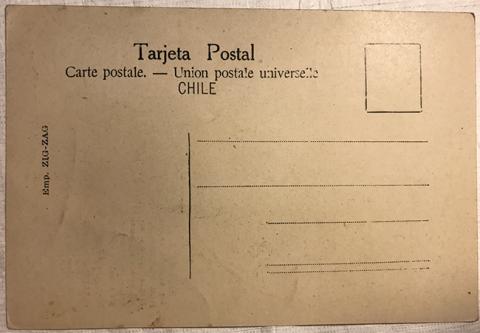 Tarjeta Postal
Carte postale. — Union postale universelle
CHILE
Emp. ZIG-ZAG